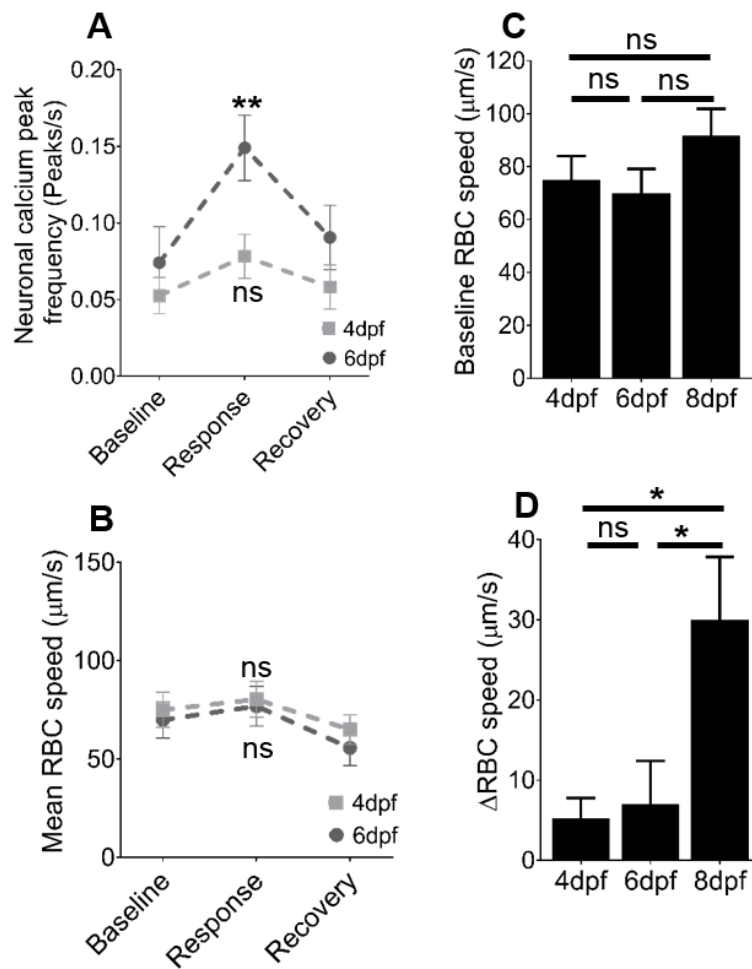 A
Neuronal calcium peak
frequency (Peaks/s)
0.20
0.15
0.10
0.05
0.00
**
ns
4dpf
6dpf
Baseline
Response
Recovery
B
Mean RBC speed (μm/s)
150
100
50
0
ns
ns
4dpf
6dpf
Baseline
Response
Recovery
C
Baseline RBC speed (μm/s)
120
100
80
60
40
20
0
ns
ns
ns
4dpf
6dpf
8dpf
D
ΔRBC speed (μm/s)
40
30
20
10
0
*
ns
*
4dpf
6dpf
8dpf